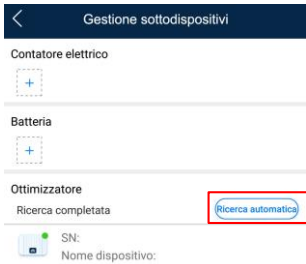 Gestione sottodispositivi
Contatore elettrico
+
Batteria
+
Ottimizzatore
Ricerca completata Ricerca automatica
SN:
Nome dispositivo: